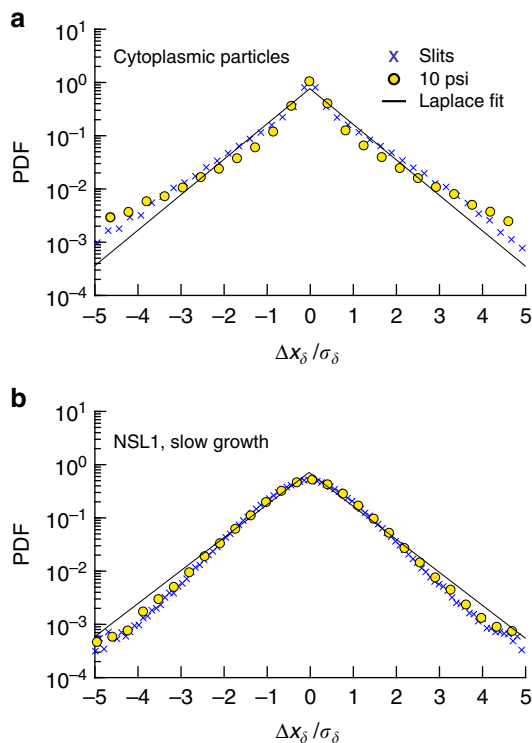 a
10¹
Cytoplasmic particles
× Slits
10 psi
Laplace fit
10⁰
10⁻¹
10⁻²
10⁻³
10⁻⁴
PDF
–5 –4 –3 –2 –1 0 1 2 3 4 5
Δxδ/σδ
b
10¹
NSL1, slow growth
10⁰
10⁻¹
10⁻²
10⁻³
10⁻⁴
PDF
–5 –4 –3 –2 –1 0 1 2 3 4 5
Δxδ/σδ